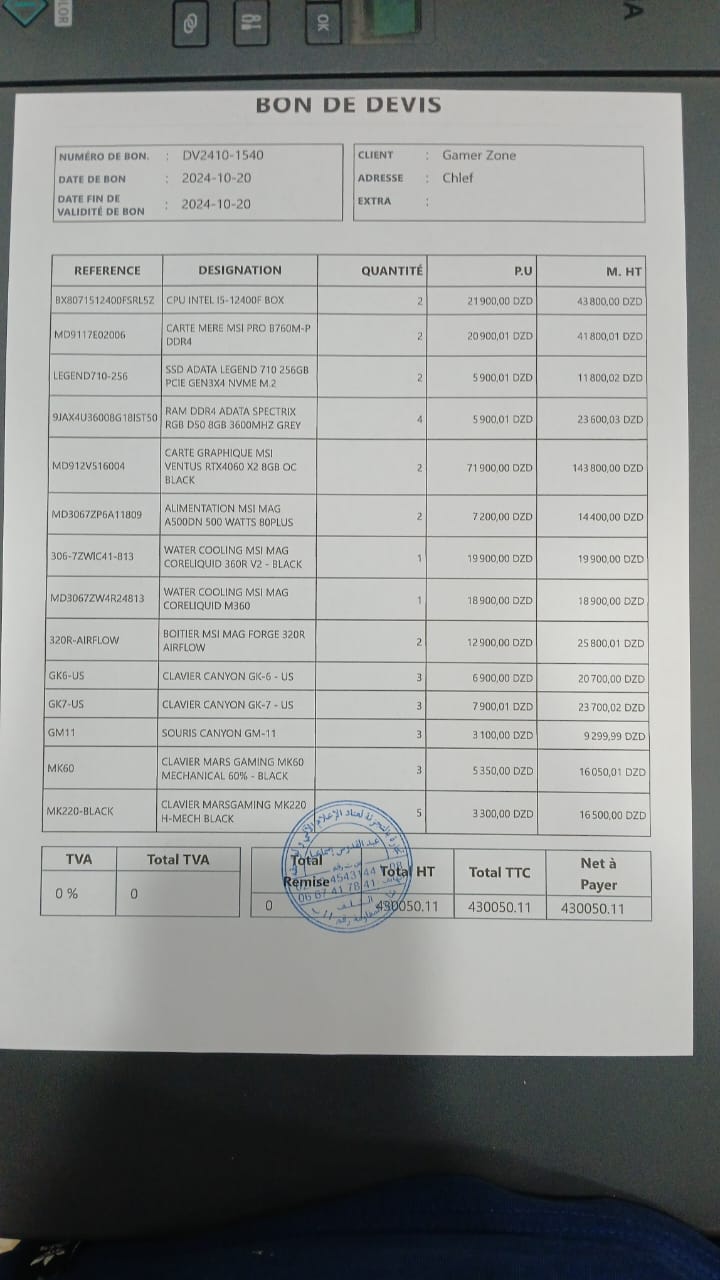 LOR
OK
A
BON DE DEVIS
NUMÉRO DE BON. : DV2410-1540
DATE DE BON : 2024-10-20
DATE FIN DE
VALIDITÉ DE BON : 2024-10-20
CLIENT : Gamer Zone
ADRESSE : Chlef
EXTRA :
REFERENCE DESIGNATION QUANTITÉ P.U M. HT
BX8071512400FSRL5Z CPU INTEL I5-12400F BOX 2 21 900,00 DZD 43 800,00 DZD
MD9117E02006 CARTE MERE MSI PRO B760M-P
DDR4 2 20 900,01 DZD 41 801,01 DZD
LEGEND710-256 SSD ADATA LEGEND 710 256GB
PCIE GEN3X4 NVME M.2 2 5 900,01 DZD 11 800,02 DZD
9JAX4U36008G18IST50 RAM DDR4 ADATA SPECTRIX
RGB D50 8GB 3600MHZ GREY 4 5 900,01 DZD 23 600,03 DZD
MD912V516004 CARTE GRAPHIQUE MSI
VENTUS RTX4060 X2 8GB OC
BLACK 2 71 900,00 DZD 143 800,00 DZD
MD3067ZP6A11809 ALIMENTATION MSI MAG
A500DN 500 WATTS 80PLUS 2 7 200,00 DZD 14 400,00 DZD
306-7ZWIC41-813 WATER COOLING MSI MAG
CORELIQUID 360R V2 - BLACK 1 19 900,00 DZD 19 900,00 DZD
MD3067ZW4R24813 WATER COOLING MSI MAG
CORELIQUID M360 1 18 900,00 DZD 18 900,00 DZD
320R-AIRFLOW BOITIER MSI MAG FORGE 320R
AIRFLOW 2 12 900,00 DZD 25 800,01 DZD
GK6-US CLAVIER CANYON GK-6 - US 3 6 900,00 DZD 20 700,00 DZD
GK7-US CLAVIER CANYON GK-7 - US 3 7 900,01 DZD 23 700,02 DZD
GM11 SOURIS CANYON GM-11 3 3 100,00 DZD 9 299,99 DZD
MK60 CLAVIER MARS GAMING MK60
MECHANICAL 60% - BLACK 3 5 350,00 DZD 16 050,01 DZD
MK220-BLACK CLAVIER MARSGAMING MK220
H-MECH BLACK 5 3 300,00 DZD 16 500,00 DZD
TVA Total TVA
0 % 0
Total
Remise Total HT Total TTC Net à
Payer
0 430050.11 430050.11 430050.11
06 67 41 78 41